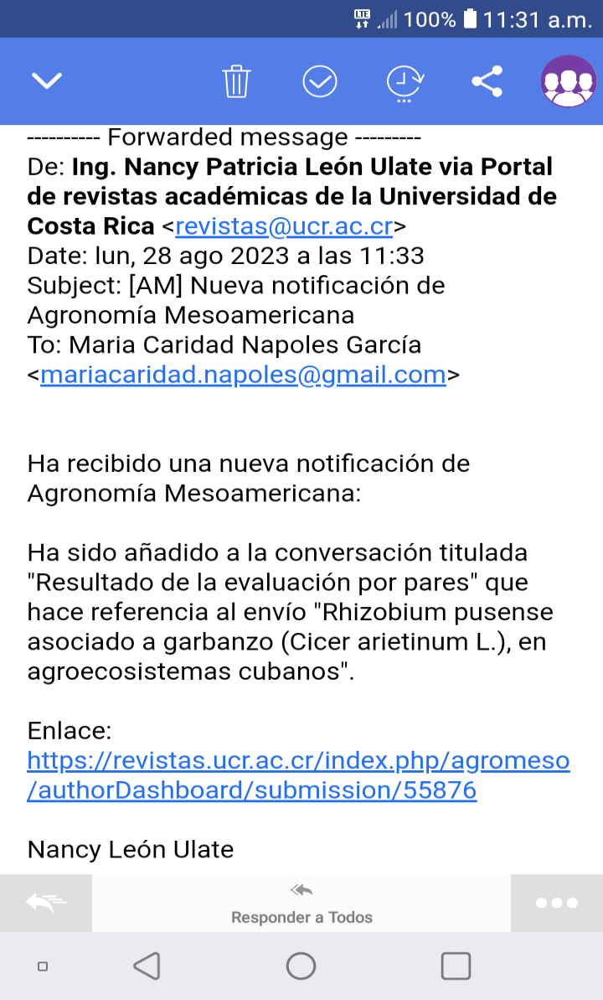 LTE 100% 11:31 a.m.
---------- Forwarded message ---------
De: Ing. Nancy Patricia León Ulate via Portal
de revistas académicas de la Universidad de
Costa Rica <revistas@ucr.ac.cr>
Date: lun, 28 ago 2023 a las 11:33
Subject: [AM] Nueva notificación de
Agronomía Mesoamericana
To: Maria Caridad Napoles García
<mariacaridad.napoles@gmail.com>
Ha recibido una nueva notificación de
Agronomía Mesoamericana:
Ha sido añadido a la conversación titulada
"Resultado de la evaluación por pares" que
hace referencia al envío "Rhizobium pusense
asociado a garbanzo (Cicer arietinum L.), en
agroecosistemas cubanos".
Enlace:
https://revistas.ucr.ac.cr/index.php/agromeso
/authorDashboard/submission/55876
Nancy León Ulate
Responder a Todos